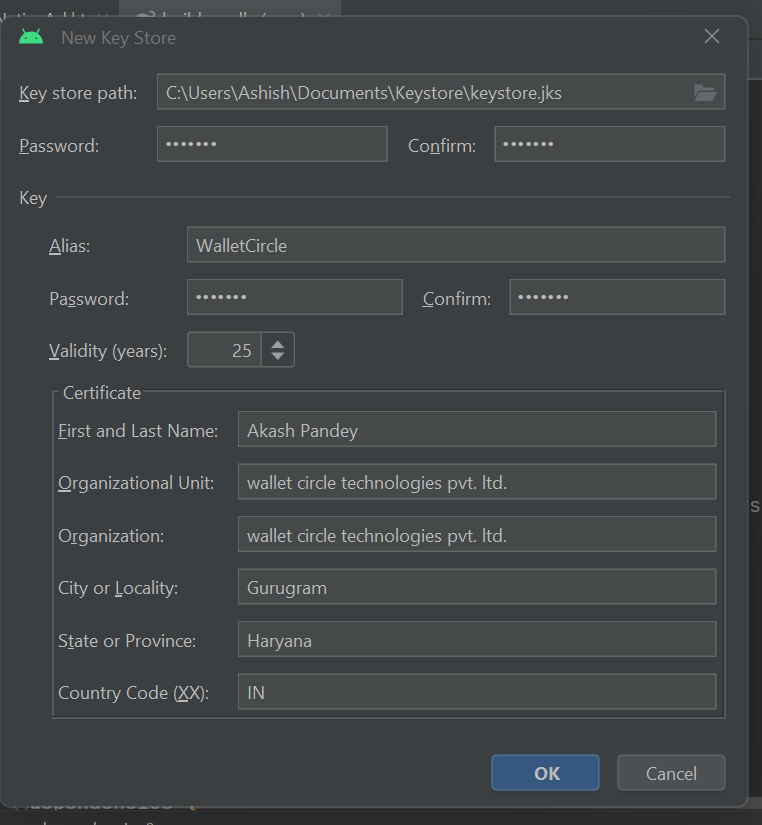 New Key Store
Key store path: C:\Users\Ashish\Documents\Keystore\keystore.jks
Password: ••••••• Confirm: •••••••
Key
Alias: WalletCircle
Password: ••••••• Confirm: •••••••
Validity (years): 25
Certificate
First and Last Name: Akash Pandey
Organizational Unit: wallet circle technologies pvt. ltd.
Organization: wallet circle technologies pvt. ltd.
City or Locality: Gurugram
State or Province: Haryana
Country Code (XX): IN
OK Cancel